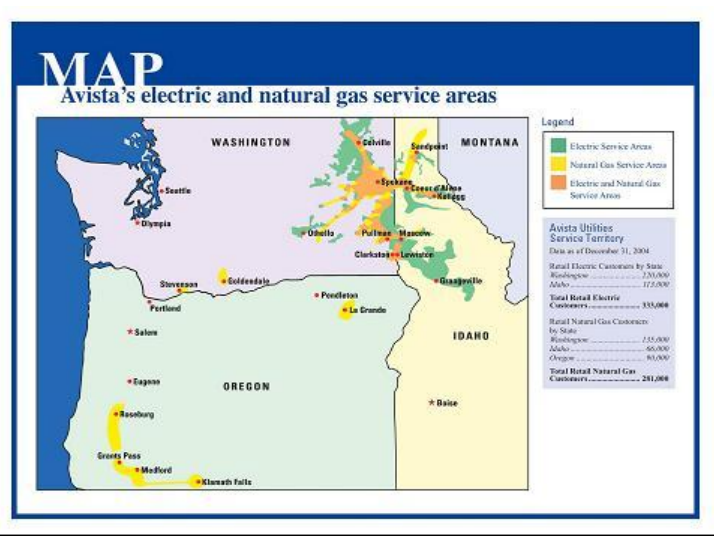 MAP
Avista's electric and natural gas service areas
Legend
Electric Service Areas
Natural Gas Service Areas
Electric and Natural Gas
Service Areas
WASHINGTON
MONTANA
Colville
Sandpoint
Spokane
Coeur d'Alene
Kellogg
Seattle
Olympia
Othello
Pullman
Moscow
Clarkston
Lewiston
Grangeville
Stevenson
Goldendale
Portland
Pendleton
La Grande
Salem
IDAHO
Eugene
OREGON
Boise
Roseburg
Grants Pass
Medford
Klamath Falls
Avista Utilities
Service Territory
Data as of December 31, 2004
Retail Electric Customers by State
Washington
Idaho
Total Retail Electric
Customers
Retail Natural Gas Customers
by State
Washington
Idaho
Oregon
Total Retail Natural Gas
Customers